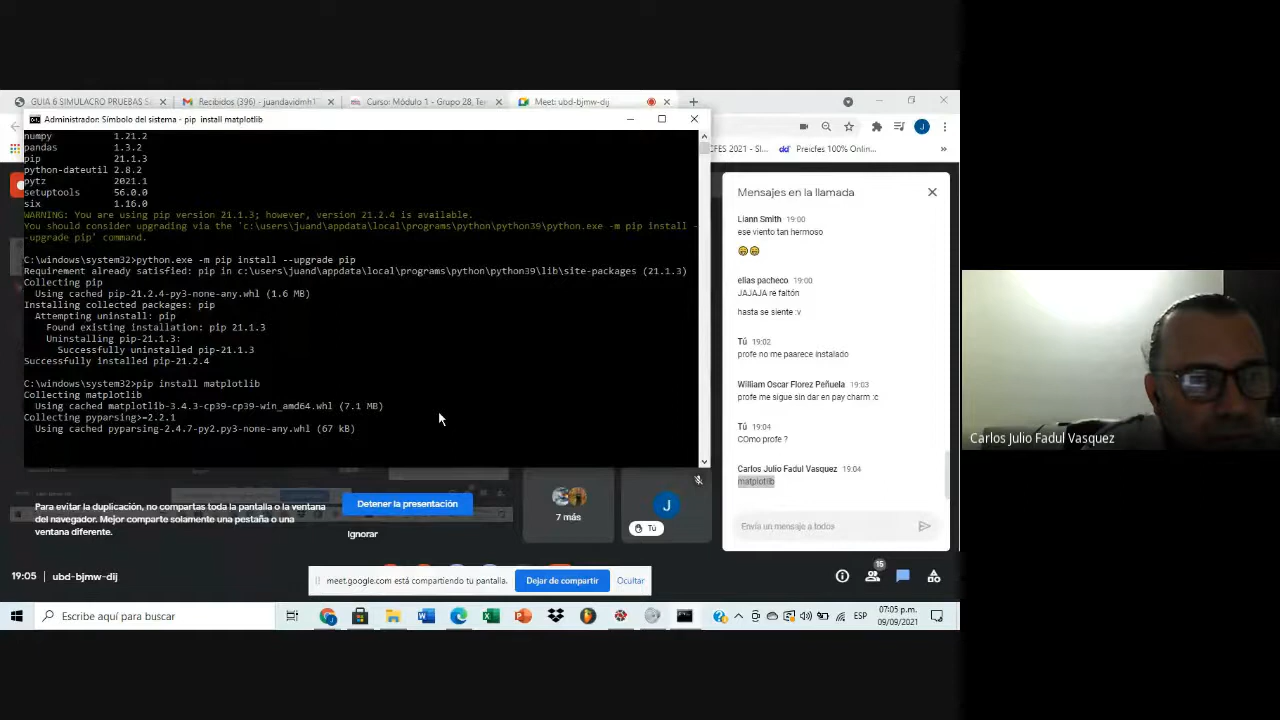 GUIA 6 SIMULACRO PRUEBAS S
Recibidos (396) - juandavidmh1
Curso: Módulo 1 - Grupo 28, Ter
Meet: ubd-bjmw-dij
Administrador: Símbolo del sistema - pip install matplotlib
numpy 1.21.2
pandas 1.3.2
pip 21.1.3
python-dateutil 2.8.2
pytz 2021.1
setuptools 56.0.0
six 1.16.0
WARNING: You are using pip version 21.1.3; however, version 21.2.4 is available.
You should consider upgrading via the 'c:\users\juand\appdata\local\programs\python\python39\python.exe -m pip install -
-upgrade pip' command.
C:\windows\system32>python.exe -m pip install --upgrade pip
Requirement already satisfied: pip in c:\users\juand\appdata\local\programs\python\python39\lib\site-packages (21.1.3)
Collecting pip
Using cached pip-21.2.4-py3-none-any.whl (1.6 MB)
Installing collected packages: pip
Attempting uninstall: pip
Found existing installation: pip 21.1.3
Uninstalling pip-21.1.3:
Successfully uninstalled pip-21.1.3
Successfully installed pip-21.2.4
C:\windows\system32>pip install matplotlib
Collecting matplotlib
Using cached matplotlib-3.4.3-cp39-cp39-win_amd64.whl (7.1 MB)
Collecting pyparsing>=2.2.1
Using cached pyparsing-2.4.7-py2.py3-none-any.whl (67 kB)
J
REICFES 2021 - SI...
dd Preicfes 100% Onlin...
»
Mensajes en la llamada
Liann Smith 19:00
ese viento tan hermoso
elias pacheco 19:00
JAJAJA re faltón
hasta se siente :v
Tú 19:02
profe no me paarece instalado
William Oscar Florez Peñuela 19:03
profe me sigue sin dar en pay charm :c
Tú 19:04
COmo profe ?
Carlos Julio Fadul Vasquez 19:04
matplotlib
Envía un mensaje a todos
Para evitar la duplicación, no compartas toda la pantalla o la
ventana del navegador. Mejor comparte solamente una pestaña o una
ventana diferente.
Detener la presentación
Ignorar
7 más
J
Tú
19:05 | ubd-bjmw-dij
meet.google.com está compartiendo tu pantalla.
Dejar de compartir
Ocultar
15
Escribe aquí para buscar
ESP
07:05 p.m.
09/09/2021
Carlos Julio Fadul Vasquez